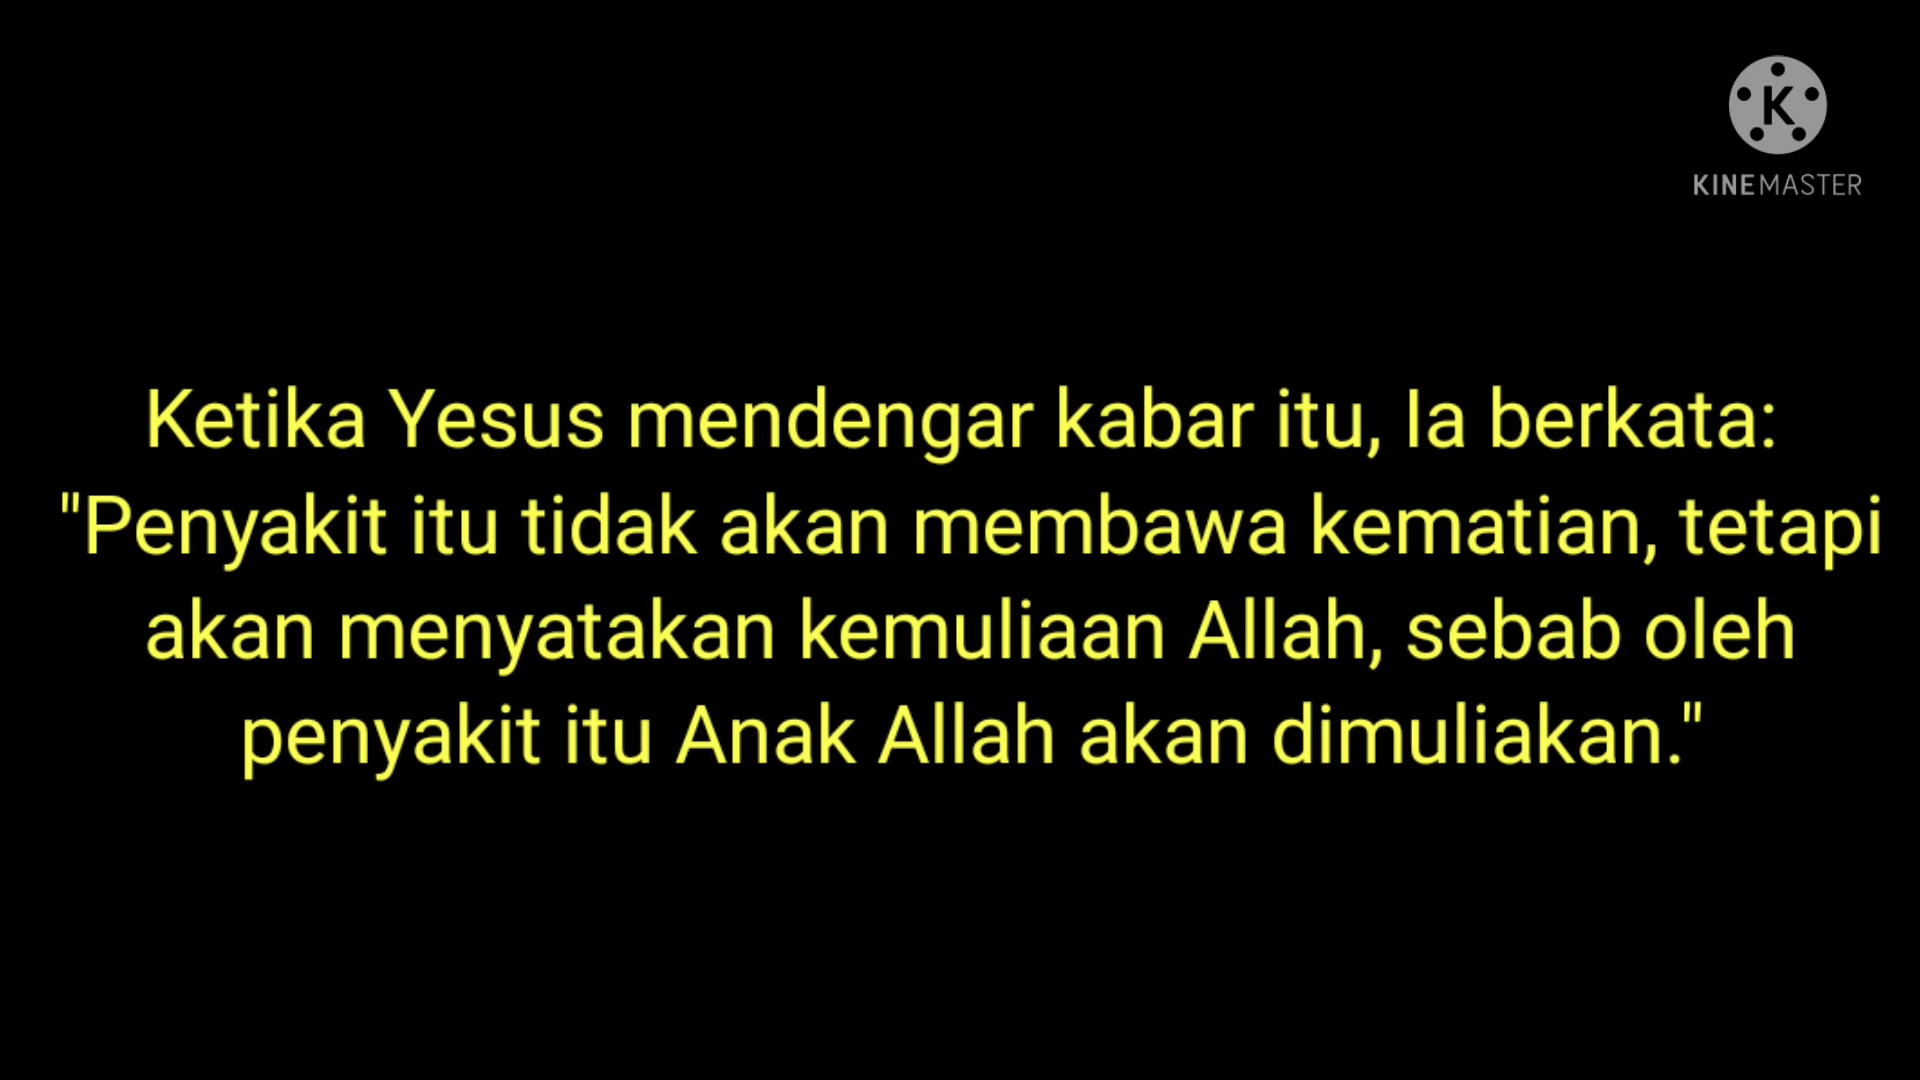 K
KINEMASTER
Ketika Yesus mendengar kabar itu, Ia berkata:
"Penyakit itu tidak akan membawa kematian, tetapi
akan menyatakan kemuliaan Allah, sebab oleh
penyakit itu Anak Allah akan dimuliakan."